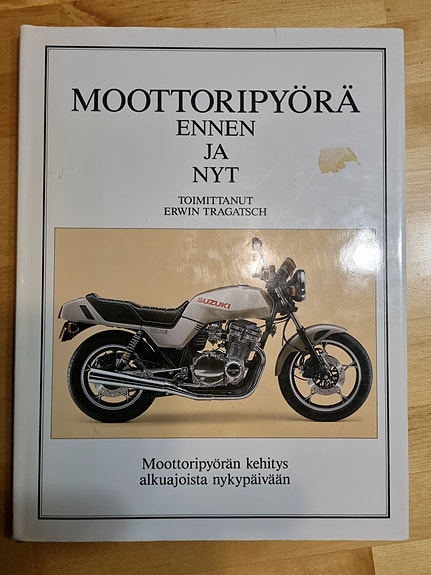 MOOTTORIPYÖRÄ
ENNEN
JA
NYT
TOIMITTANUT
ERWIN TRAGATSCH
SUZUKI
Moottoripyörän kehitys
alkuajoista nykypäivään